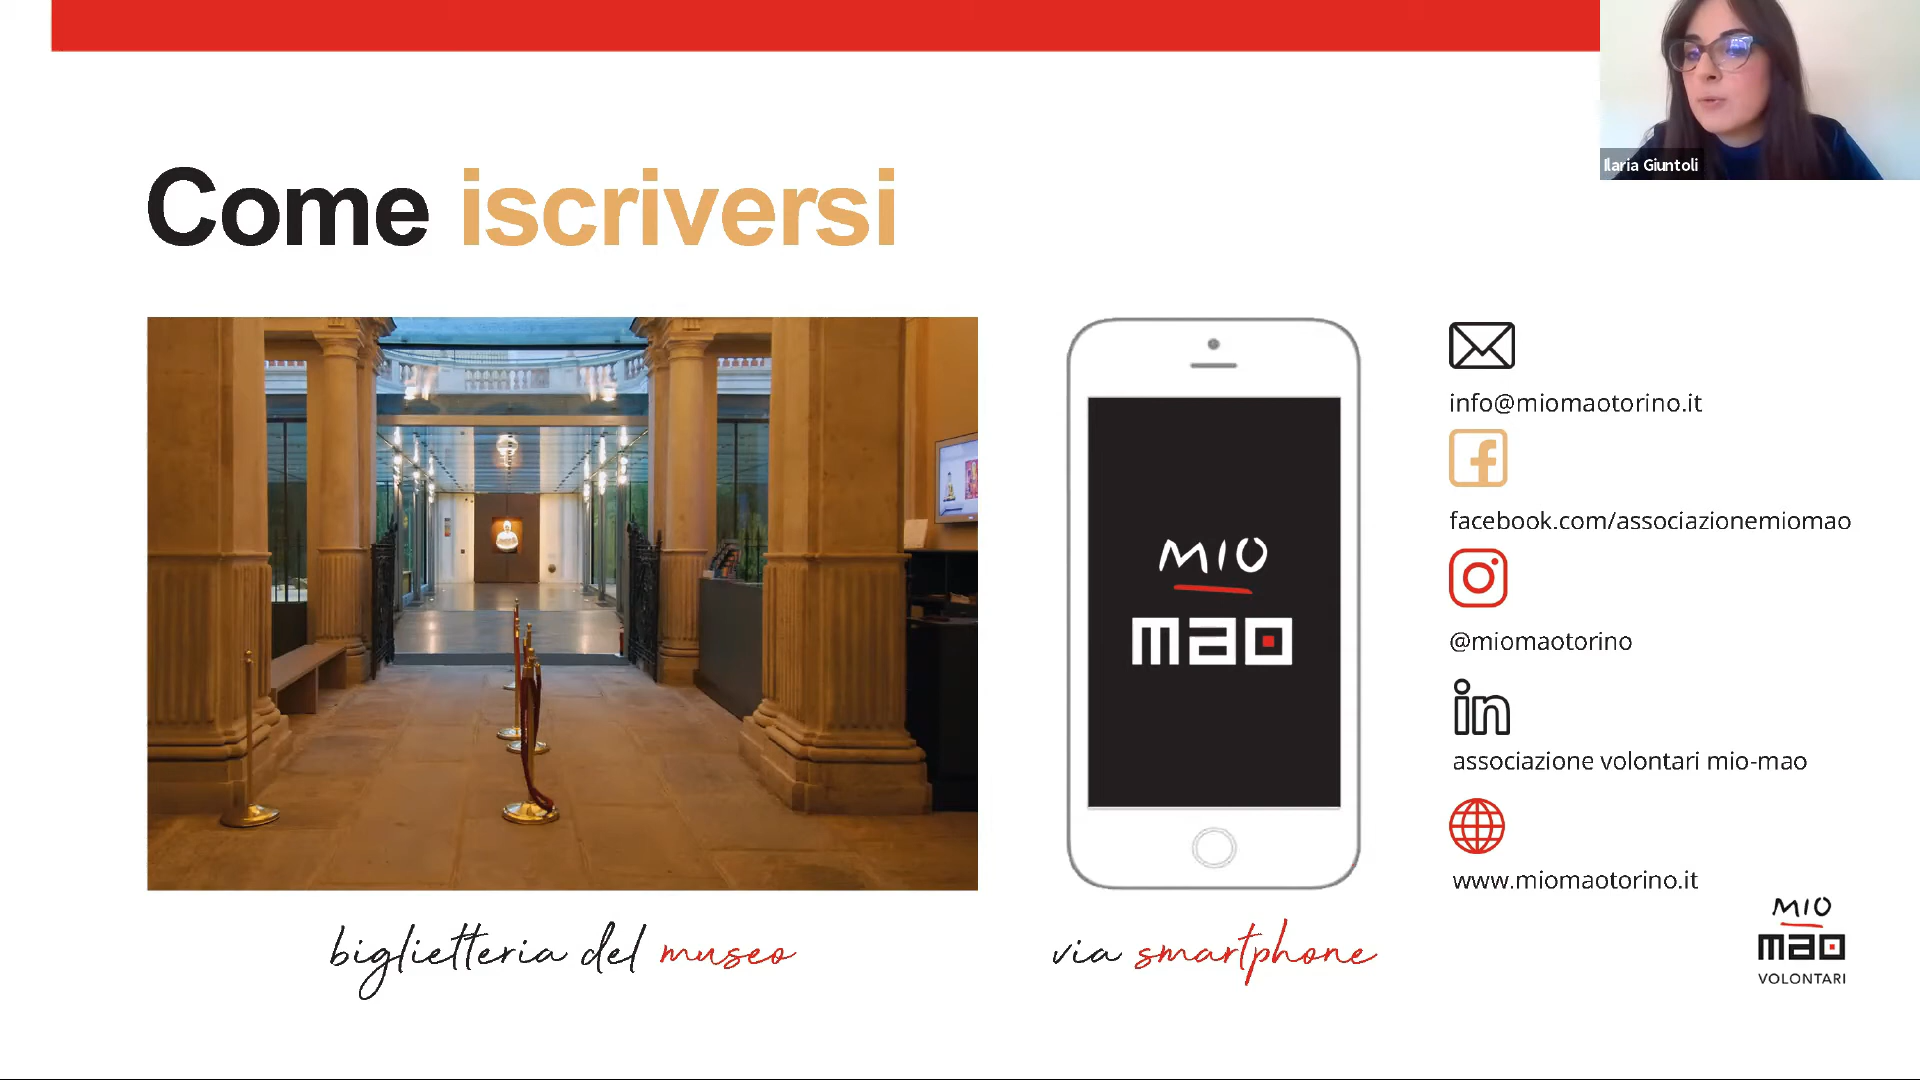 Ilaria Giuntoli
Come iscriversi
MIO
mao
info@miomaotorino.it
facebook.com/associazionemiomao
@miomaotorino
in
associazione volontari mio-mao
www.miomaotorino.it
biglietteria del museo
via smartphone
MIO
mao
VOLONTARI